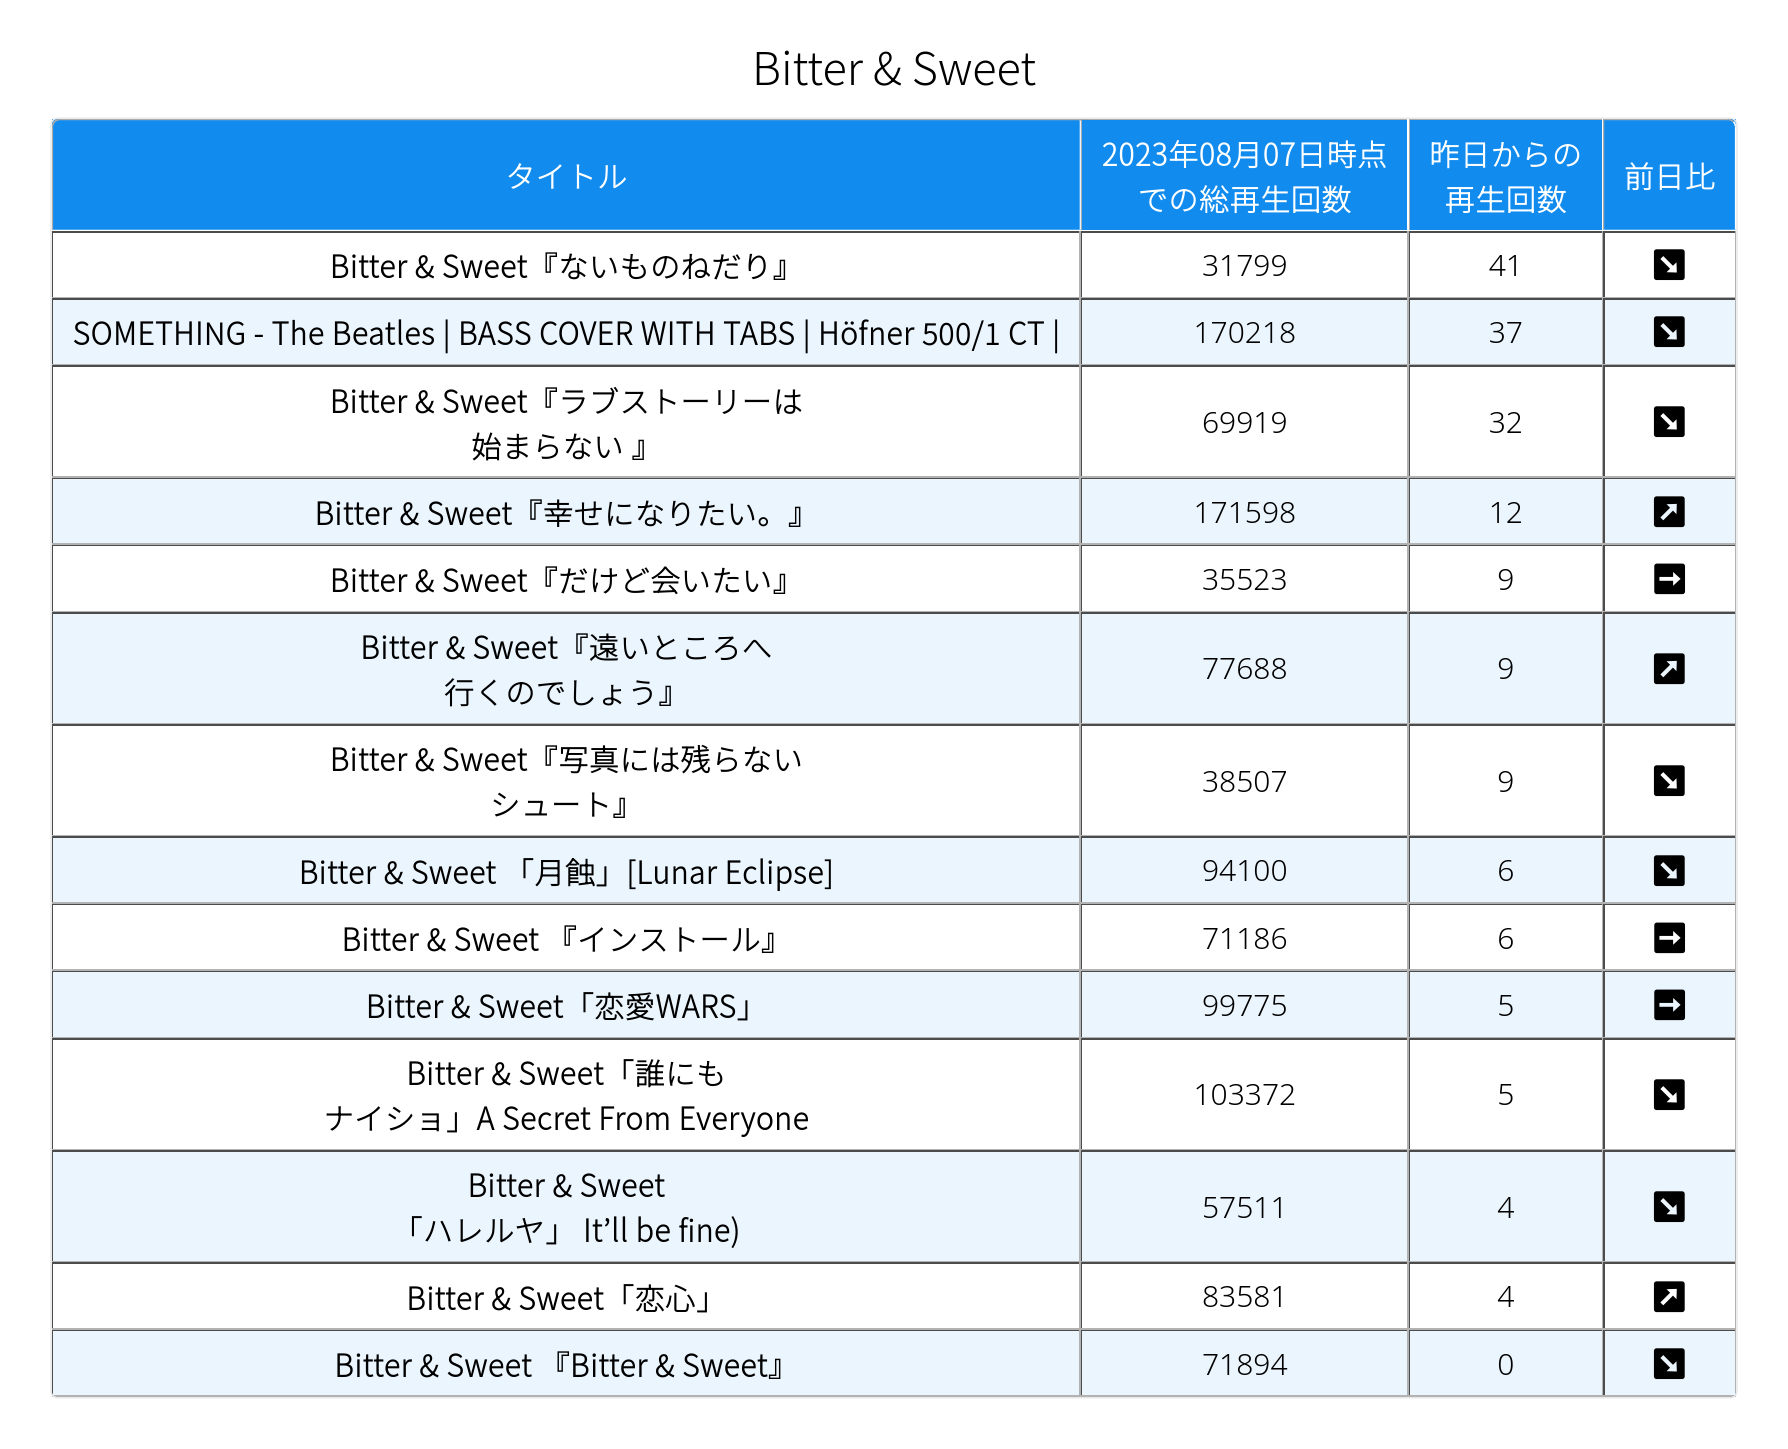 Bitter & Sweet
タイトル 2023年08月07日時点での総再生回数 昨日からの再生回数 前日比
Bitter & Sweet『ないものねだり』 31799 41 ↘
SOMETHING - The Beatles | BASS COVER WITH TABS | Höfner 500/1 CT | 170218 37 ↘
Bitter & Sweet『ラブストーリーは
始まらない 』 69919 32 ↘
Bitter & Sweet『幸せになりたい。』 171598 12 ↗
Bitter & Sweet『だけど会いたい』 35523 9 →
Bitter & Sweet『遠いところへ
行くのでしょう』 77688 9 ↗
Bitter & Sweet『写真には残らない
シュート』 38507 9 ↘
Bitter & Sweet 「月蝕」[Lunar Eclipse] 94100 6 ↘
Bitter & Sweet 『インストール』 71186 6 →
Bitter & Sweet「恋愛WARS」 99775 5 →
Bitter & Sweet「誰にも
ナイショ」A Secret From Everyone 103372 5 ↘
Bitter & Sweet
「ハレルヤ」 It’ll be fine) 57511 4 ↘
Bitter & Sweet「恋心」 83581 4 ↗
Bitter & Sweet 『Bitter & Sweet』 71894 0 ↘